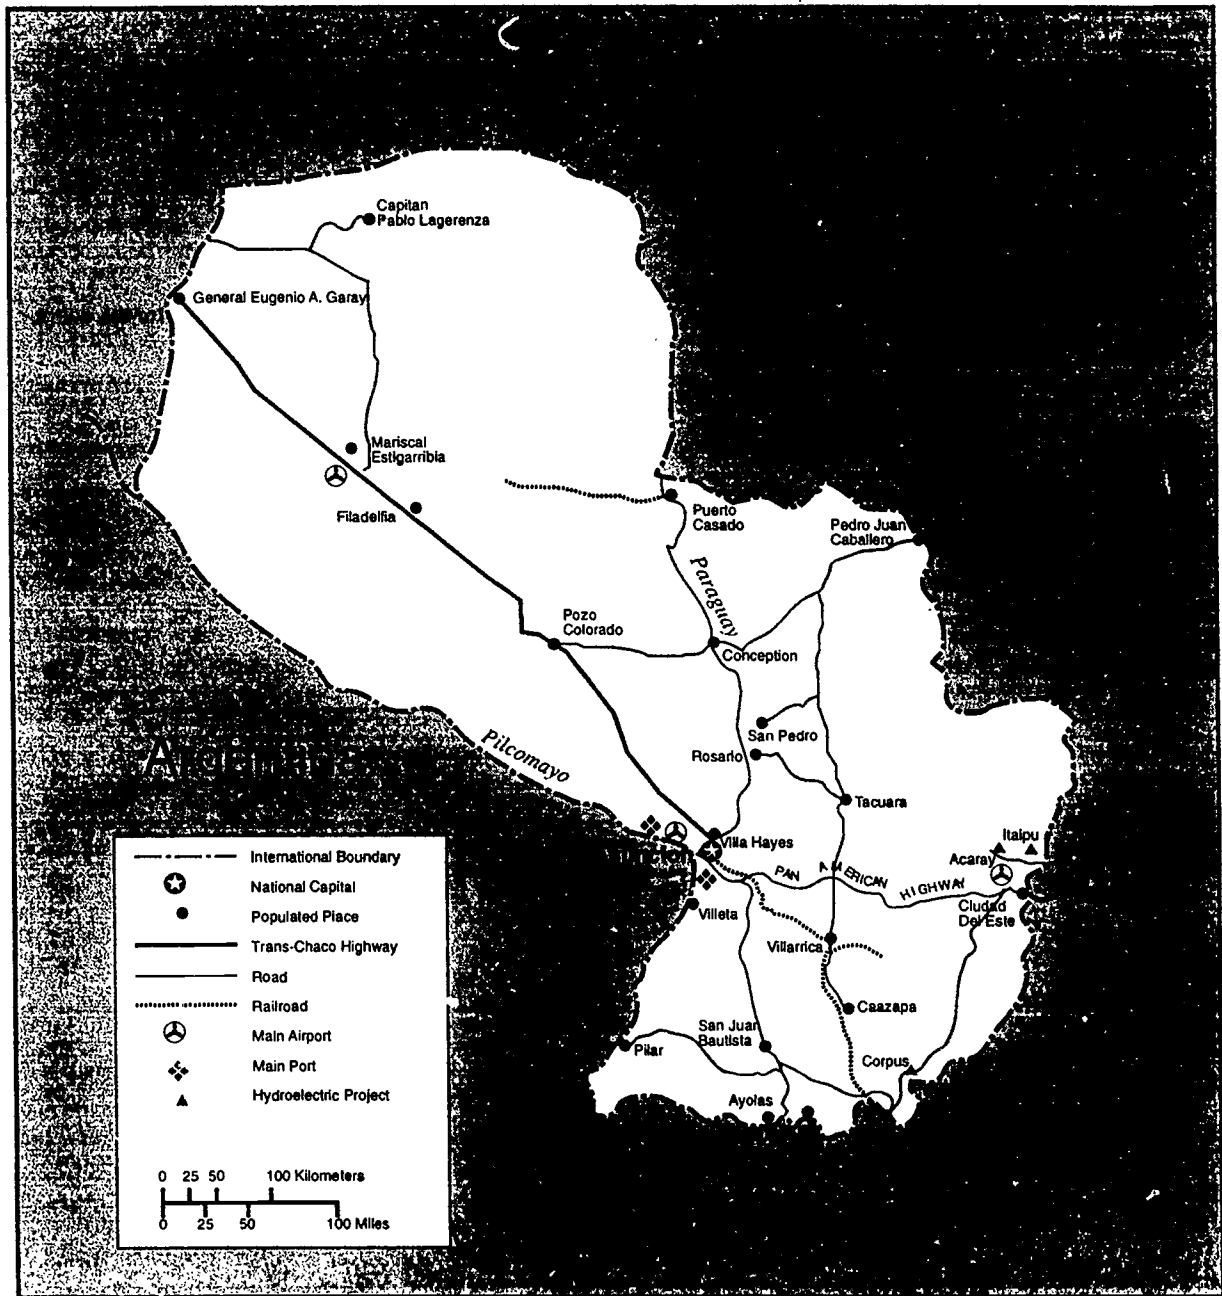 Capitan
Pablo Lagerenza
General Eugenio A. Garay
Mariscal
Estigarribia
Filadelfia
Puerto
Casado
Pedro Juan
Caballero
Paraguay
Pozo
Colorado
Conception
San Pedro
Rosario
Pilcomayo
Argentina
Tacuara
Villa Hayes
Itaipu
Acaray
PAN AMERICAN HIGHWAY
Ciudad
Del Este
Villeta
Villarrica
Caazapa
San Juan
Bautista
Pilar
Corpus
Ayolas
International Boundary
National Capital
Populated Place
Trans-Chaco Highway
Road
Railroad
Main Airport
Main Port
Hydroelectric Project
0 25 50 100 Kilometers
0 25 50 100 Miles